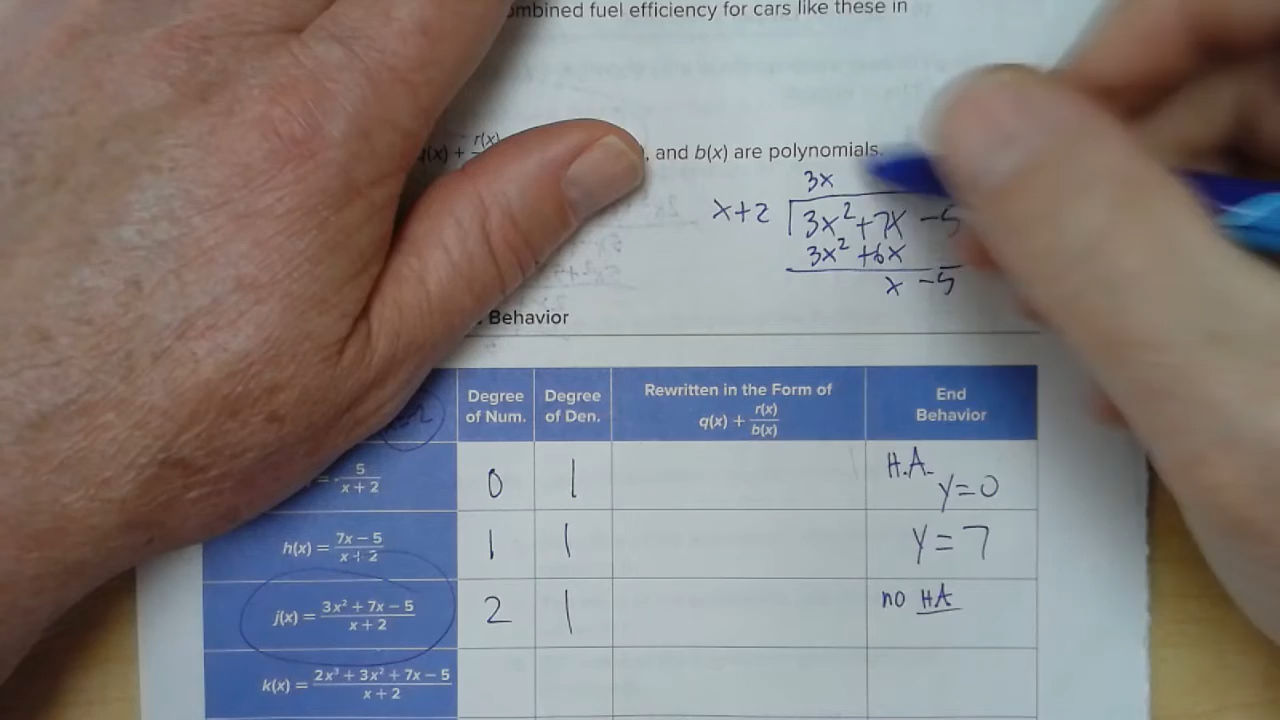 ombined fuel efficiency for cars like these in
q(x) + r(x) , and b(x) are polynomials.
3x
x+2 3x² + 7x - 5
3x² + 6x
x - 5
Behavior
Degree of Num. Degree of Den. Rewritten in the Form of q(x) + r(x)/b(x) End Behavior
= -5/(x + 2) 0 1 H.A. y=0
h(x) = (7x - 5)/(x + 2) 1 1 y = 7
j(x) = (3x² + 7x - 5)/(x + 2) 2 1 no HA
k(x) = (2x³ + 3x² + 7x - 5)/(x + 2)